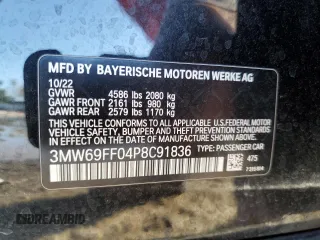 MFD BY BAYERISCHE MOTOREN WERKE AG
10/22
GVWR 4586 lbs 2080 kg
GAWR FRONT 2161 lbs 980 kg
GAWR REAR 2579 lbs 1170 kg
THIS VEHICLE CONFORMS TO ALL APPLICABLE U.S. FEDERAL MOTOR
VEHICLE SAFETY, BUMPER, AND THEFT PREVENTION STANDARDS
IN EFFECT ON THE DATE OF MANUFACTURE SHOWN ABOVE.
3MW69FF04P8C91836 TYPE: PASSENGER CAR
475